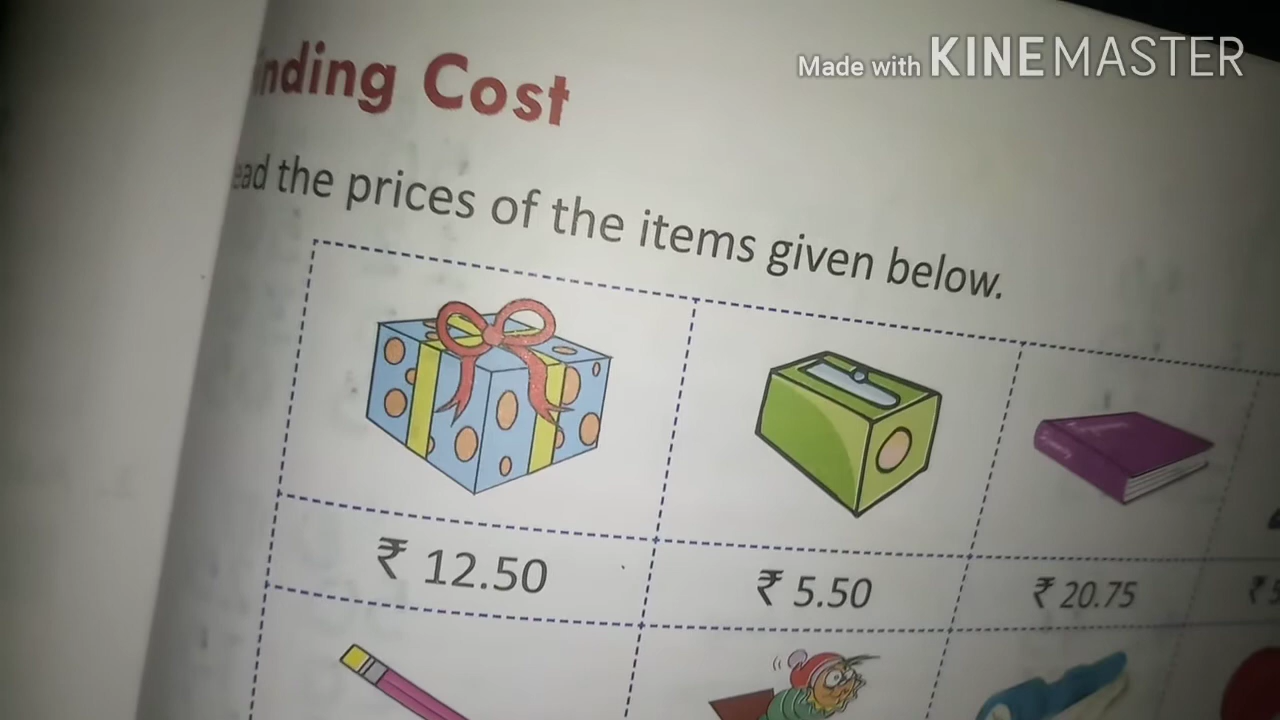 Made with KINEMASTER
inding Cost
ead the prices of the items given below.
₹ 12.50
₹ 5.50
₹ 20.75
₹